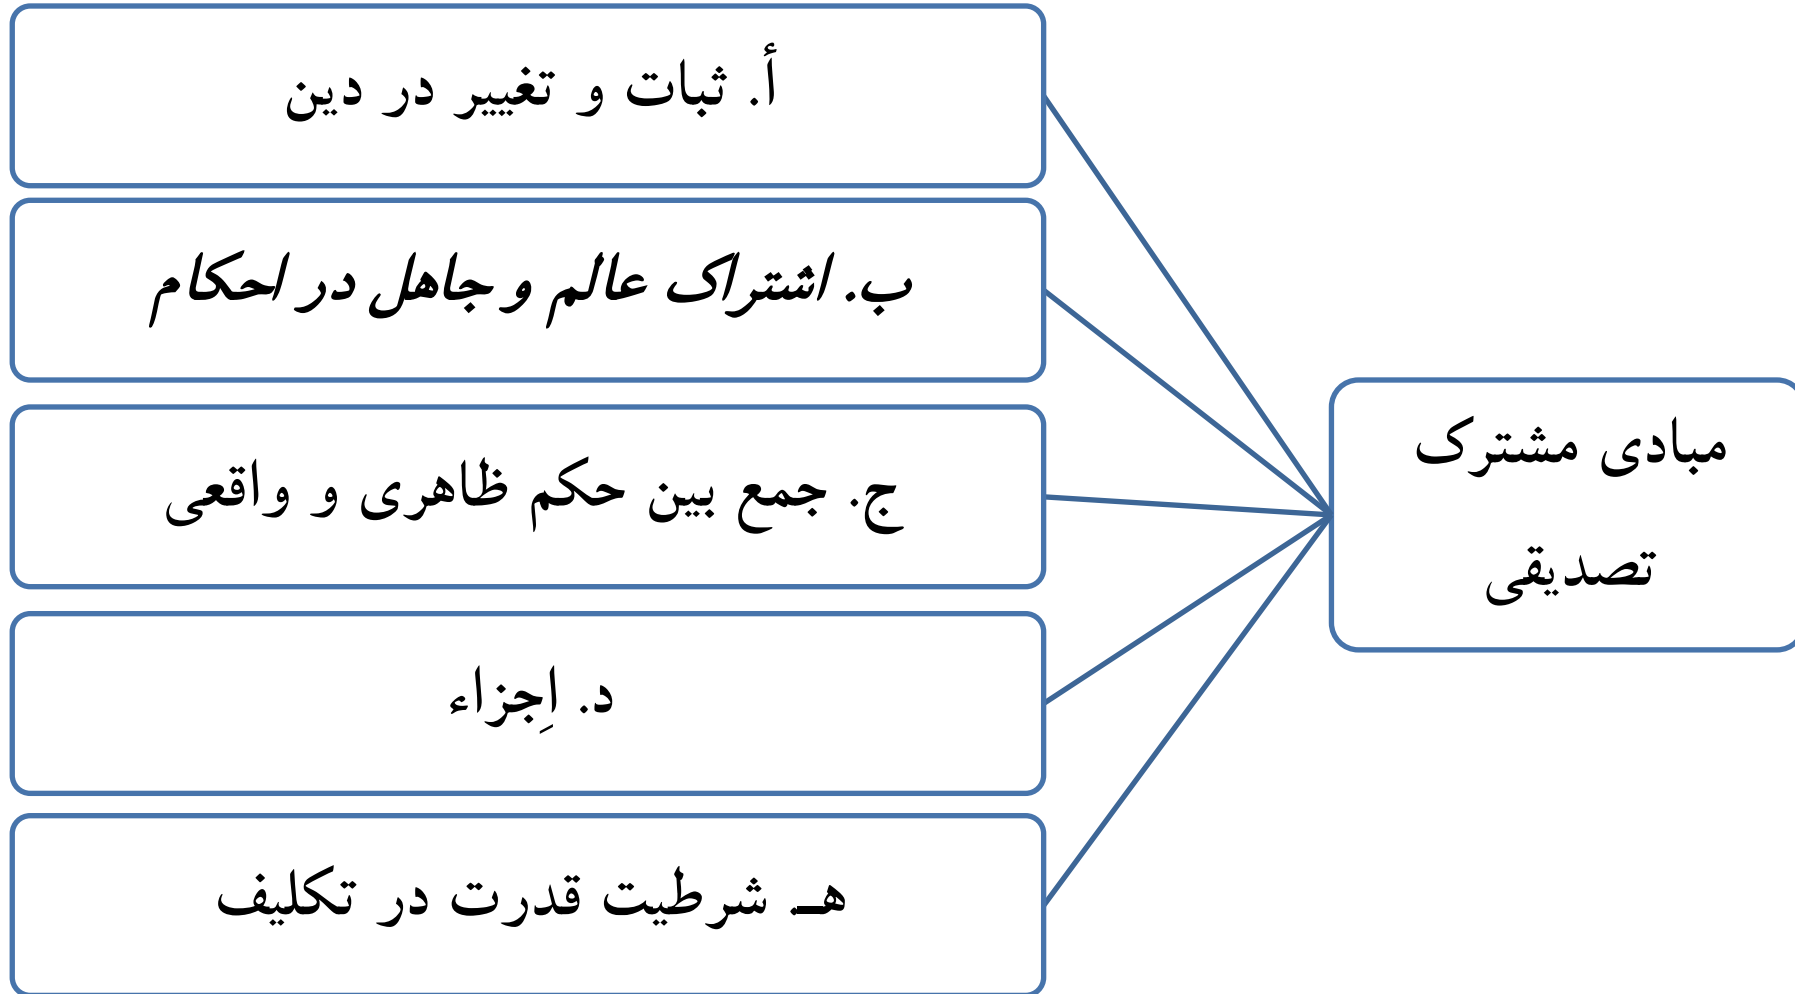 مبادی مشترک
تصدیقی
أ. ثبات و تغییر در دین
ب. اشتراک عالم و جاهل در احکام
ج. جمع بین حکم ظاهری و واقعی
د. اِجزاء
هـ. شرطیت قدرت در تکلیف